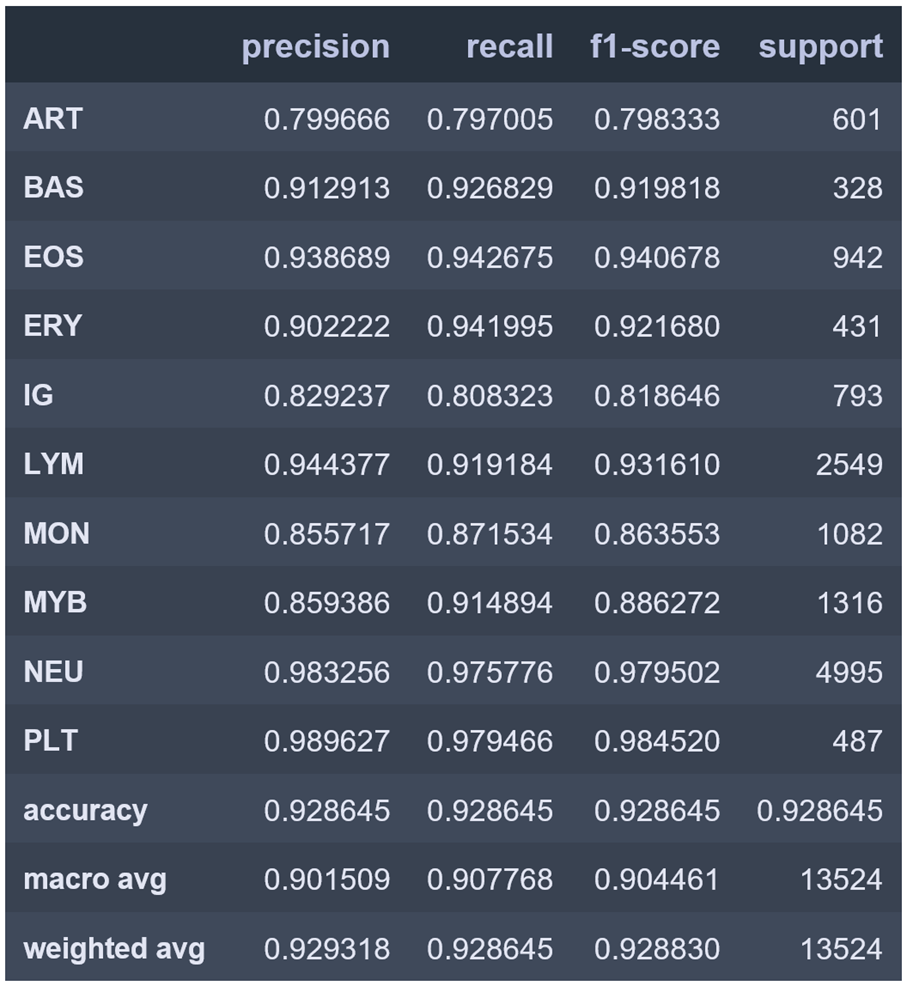 precision recall f1-score support
ART 0.799666 0.797005 0.798333 601
BAS 0.912913 0.926829 0.919818 328
EOS 0.938689 0.942675 0.940678 942
ERY 0.902222 0.941995 0.921680 431
IG 0.829237 0.808323 0.818646 793
LYM 0.944377 0.919184 0.931610 2549
MON 0.855717 0.871534 0.863553 1082
MYB 0.859386 0.914894 0.886272 1316
NEU 0.983256 0.975776 0.979502 4995
PLT 0.989627 0.979466 0.984520 487
accuracy 0.928645 0.928645 0.928645 0.928645
macro avg 0.901509 0.907768 0.904461 13524
weighted avg 0.929318 0.928645 0.928830 13524